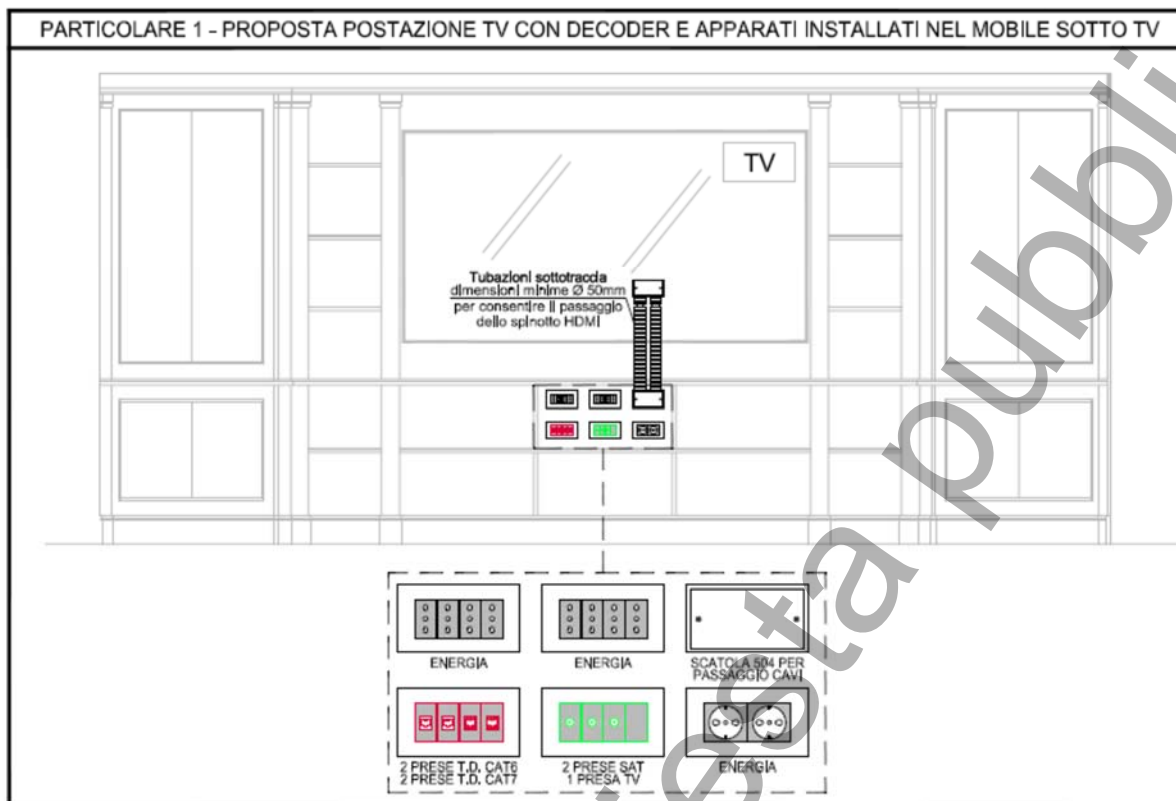 PARTICOLARE 1 - PROPOSTA POSTAZIONE TV CON DECODER E APPARATI INSTALLATI NEL MOBILE SOTTO TV
TV
Tubazioni sottotraccia
dimensioni minime Ø 50mm
per consentire il passaggio
dello spinotto HDMI
ENERGIA
ENERGIA
SCATOLA 504 PER
PASSAGGIO CAVI
2 PRESE T.D. CAT6
2 PRESE T.D. CAT7
2 PRESE SAT
1 PRESA TV
ENERGIA
esta pubbli